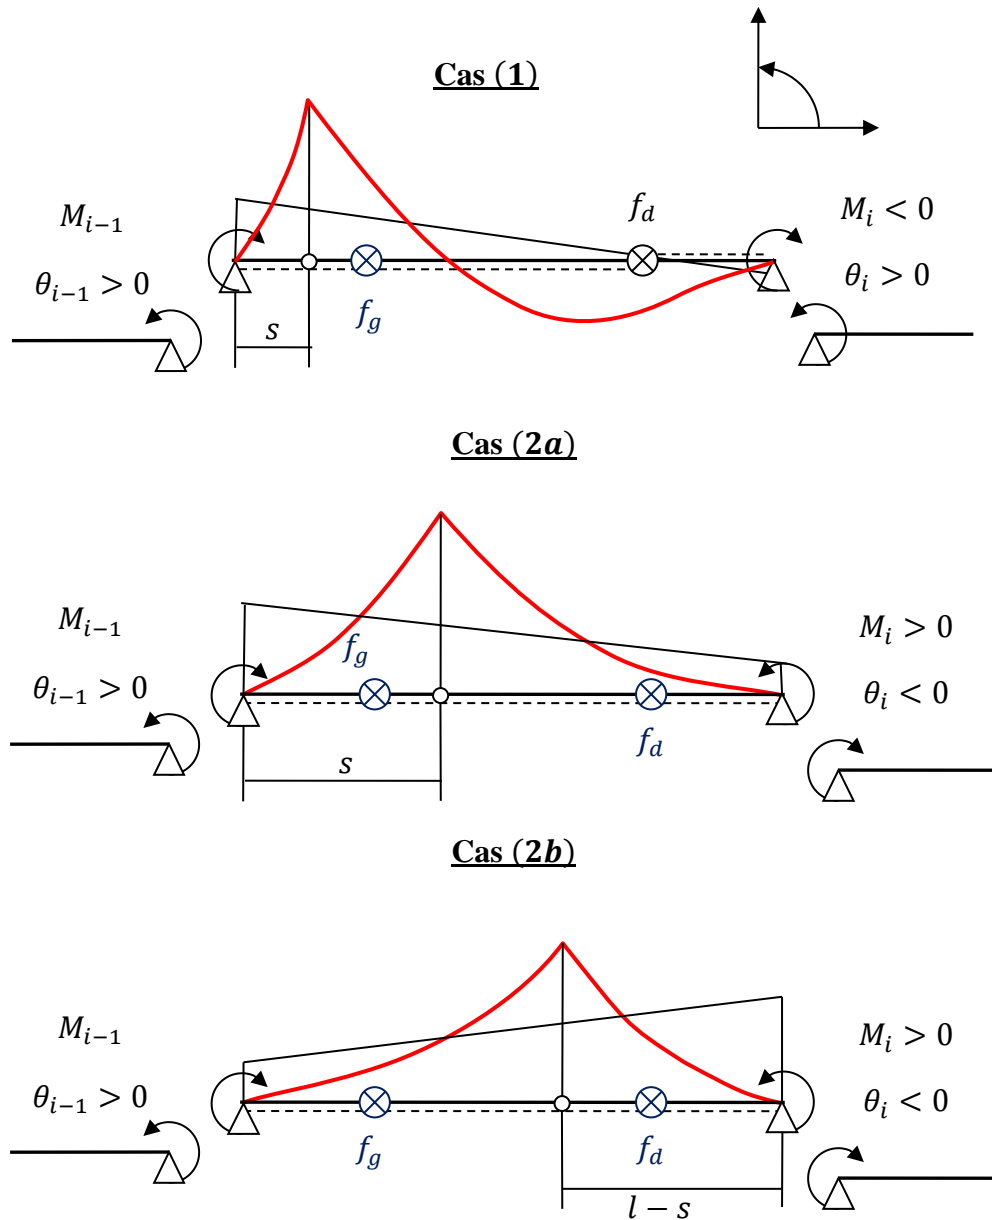 Cas (1)
M_{i-1}
f_d
M_i < 0
θ_{i-1} > 0
θ_i > 0
f_g
s
Cas (2a)
M_{i-1}
M_i > 0
f_g
θ_{i-1} > 0
θ_i < 0
f_d
s
Cas (2b)
M_{i-1}
M_i > 0
θ_{i-1} > 0
θ_i < 0
f_g
f_d
l − s